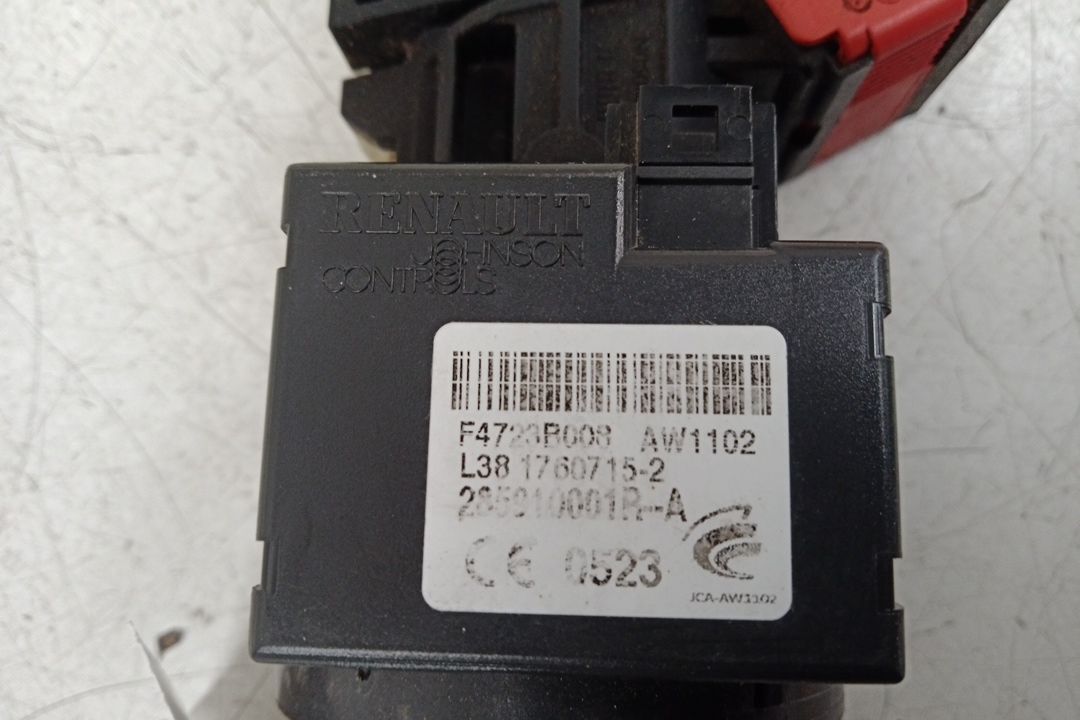 RENAULT
JOHNSON
CONTROLS
F4723R008 AW1102
L38 1760715-2
285910001R--A
CE 0523
JCA-AW1102